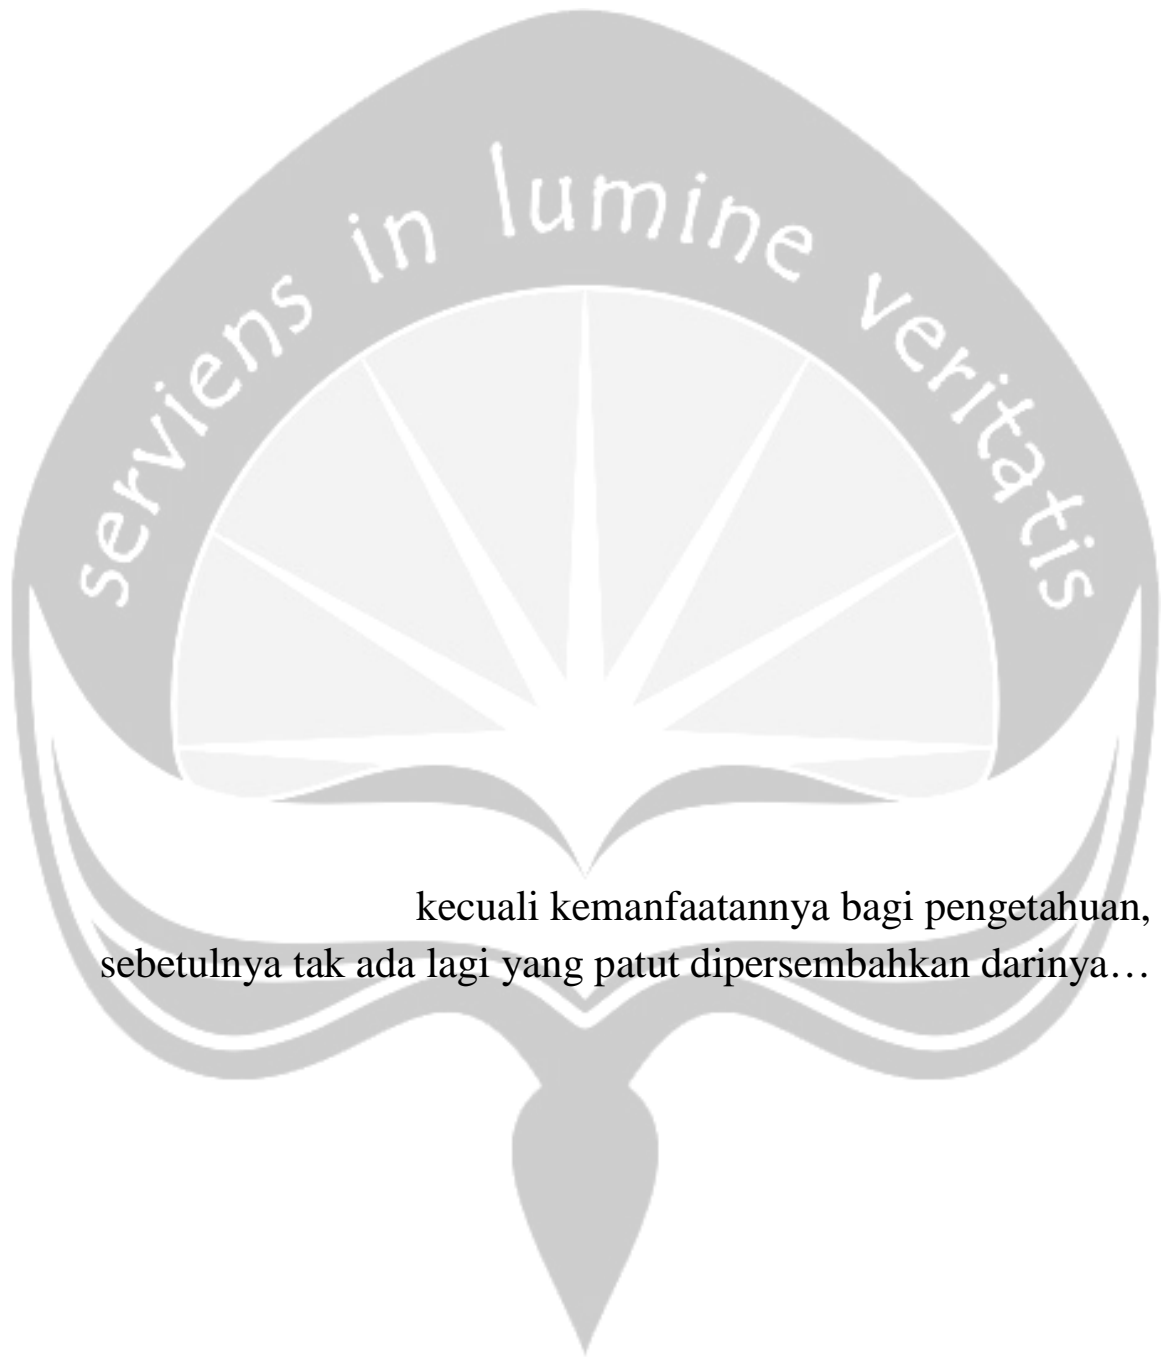 serviens in lumine veritatis
kecuali kemanfaatannya bagi pengetahuan,
sebetulnya tak ada lagi yang patut dipersembahkan darinya…